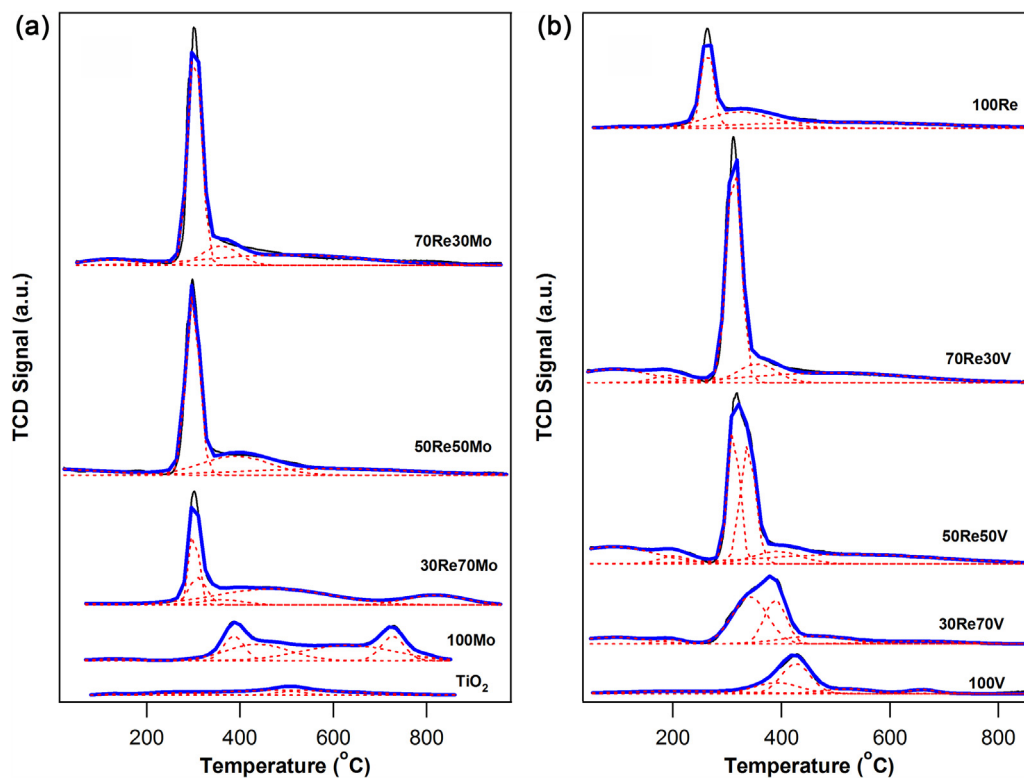 (a)
TCD Signal (a.u.)
70Re30Mo
50Re50Mo
30Re70Mo
100Mo
TiO2
200 400 600 800
Temperature (°C)
(b)
TCD Signal (a.u.)
100Re
70Re30V
50Re50V
30Re70V
100V
200 400 600 800
Temperature (°C)